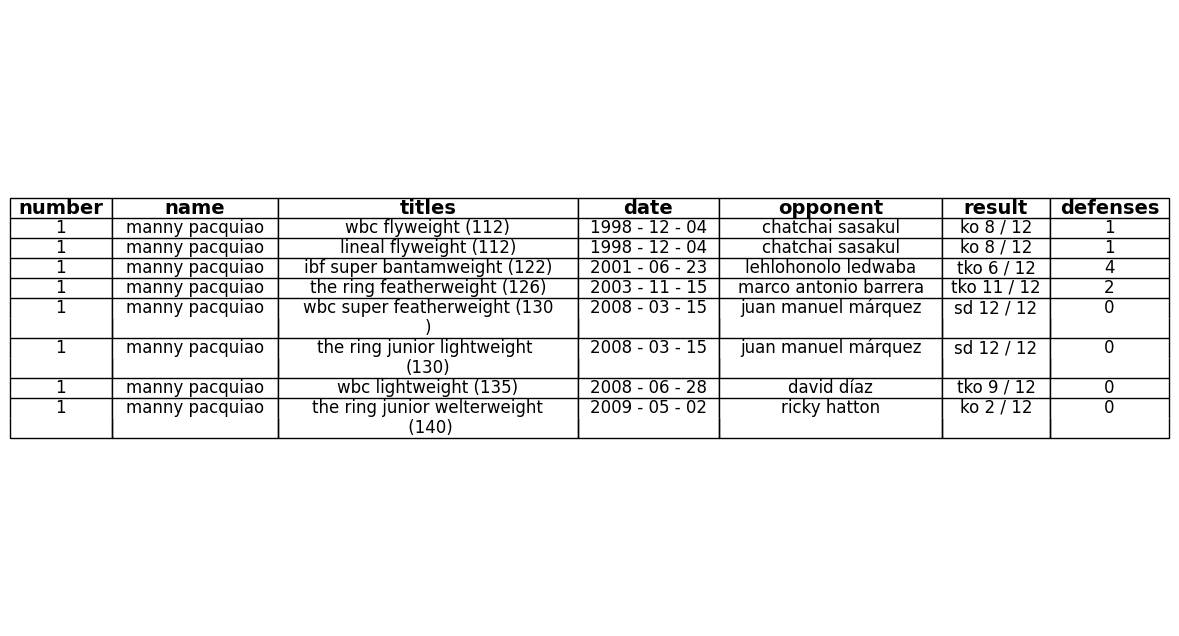 number name titles date opponent result defenses
1 manny pacquiao wbc flyweight (112) 1998 - 12 - 04 chatchai sasakul ko 8 / 12 1
1 manny pacquiao lineal flyweight (112) 1998 - 12 - 04 chatchai sasakul ko 8 / 12 1
1 manny pacquiao ibf super bantamweight (122) 2001 - 06 - 23 lehlohonolo ledwaba tko 6 / 12 4
1 manny pacquiao the ring featherweight (126) 2003 - 11 - 15 marco antonio barrera tko 11 / 12 2
1 manny pacquiao wbc super featherweight (130 2008 - 03 - 15 juan manuel márquez sd 12 / 12 0
)
1 manny pacquiao the ring junior lightweight 2008 - 03 - 15 juan manuel márquez sd 12 / 12 0
(130)
1 manny pacquiao wbc lightweight (135) 2008 - 06 - 28 david díaz tko 9 / 12 0
1 manny pacquiao the ring junior welterweight 2009 - 05 - 02 ricky hatton ko 2 / 12 0
(140)